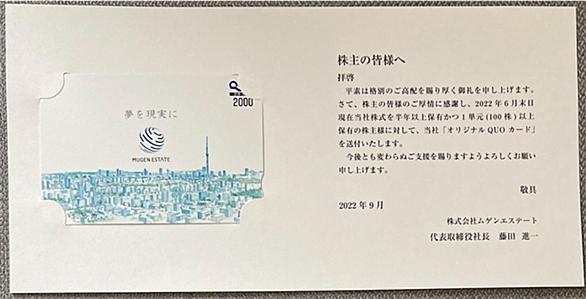 夢を現実に
MUGEN ESTATE
2000
株主の皆様へ
拝啓
平素は格別のご高配を賜り厚く御礼を申し上げます。
さて、株主の皆様のご厚情に感謝し、2022年6月末日
現在当社株式を半年以上保有かつ1単元(100株)以上
保有の株主様に対して、当社「オリジナルQUOカード」
を送付いたします。
今後とも変わらぬご支援を賜りますようよろしくお願い
申し上げます。
敬具
2022年9月
株式会社ムゲンエステート
代表取締役社長 藤田 進一